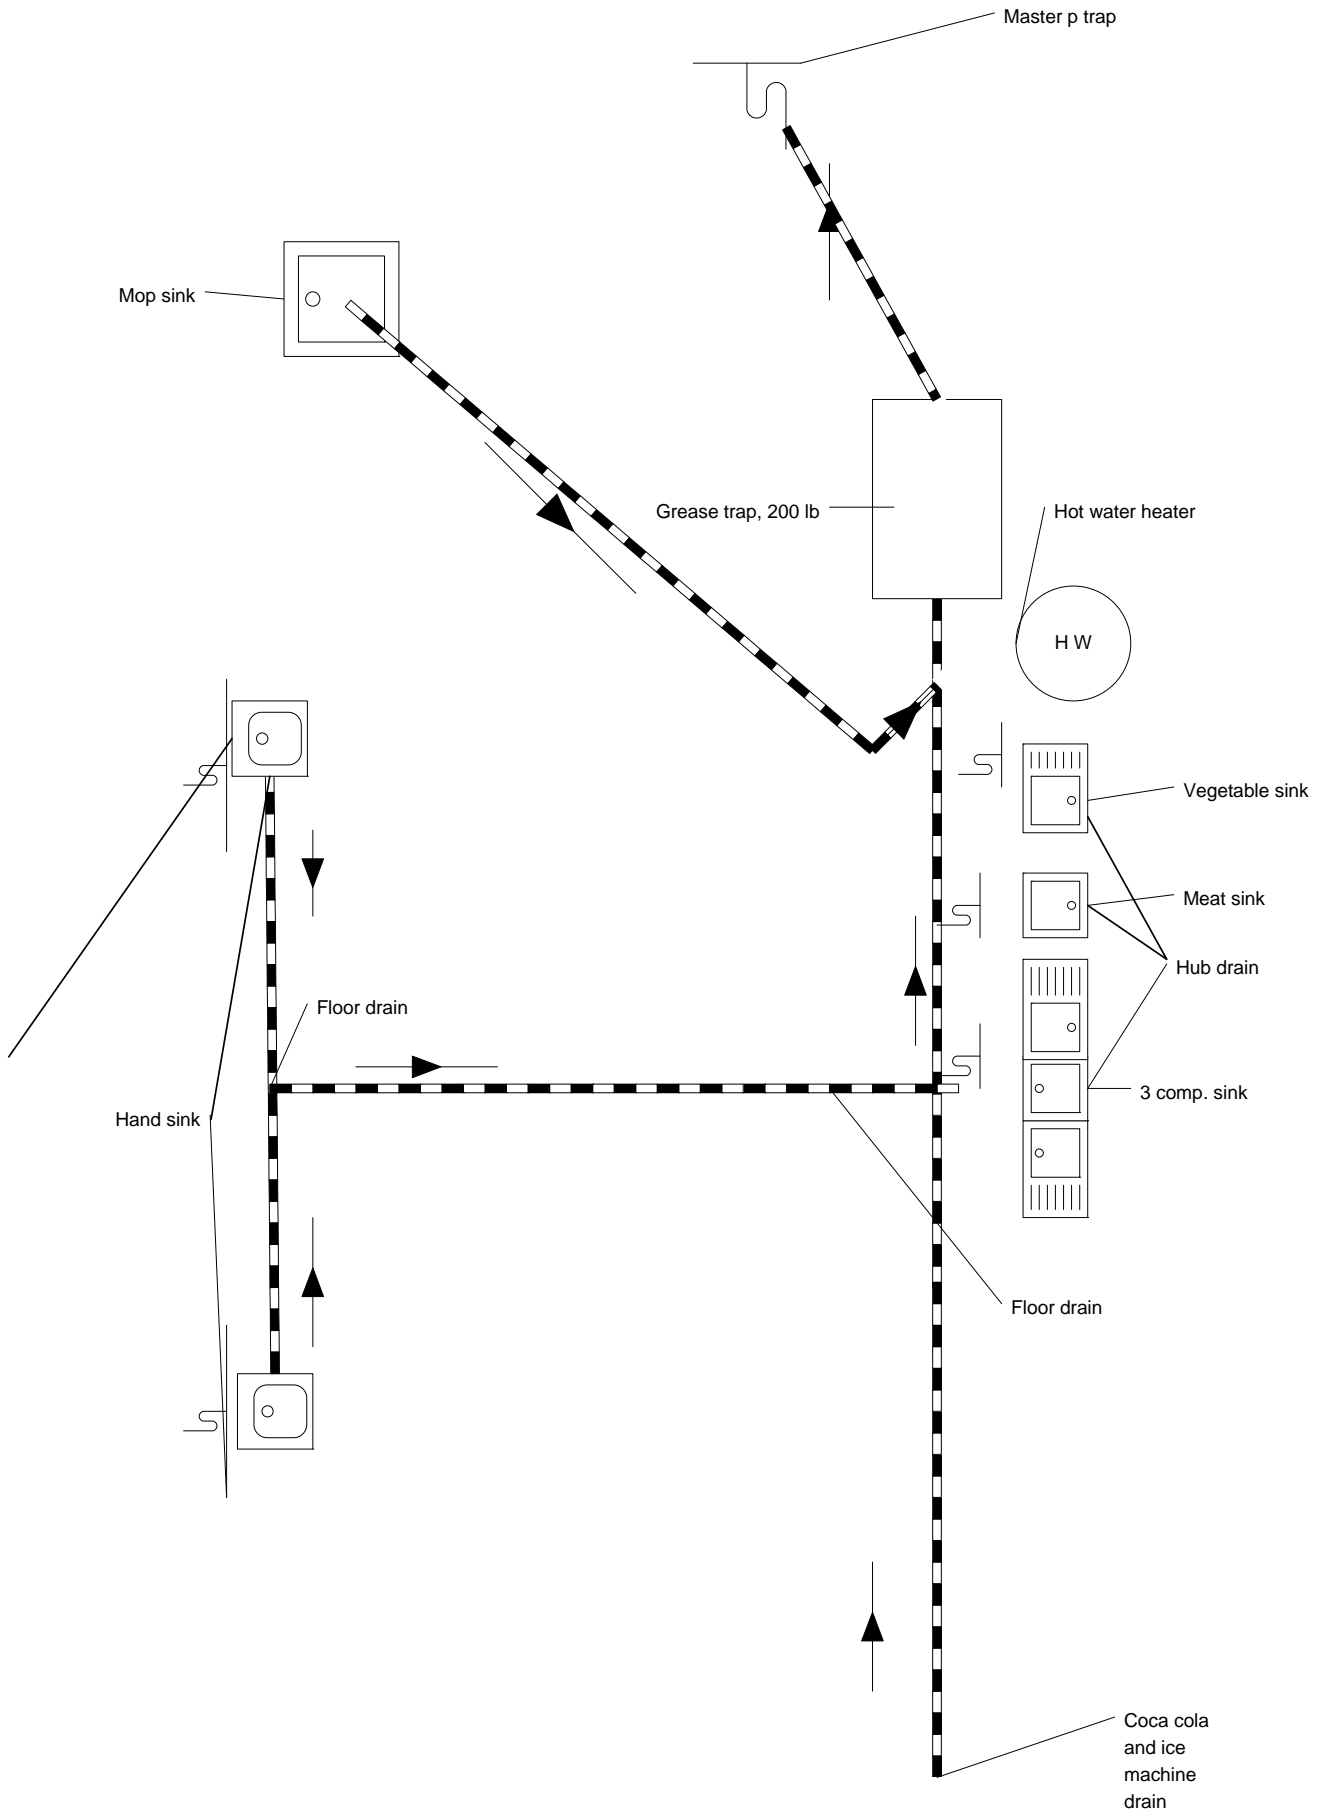 Master p trap
Mop sink
Grease trap, 200 lb
Hot water heater
H W
Vegetable sink
Meat sink
Hub drain
Floor drain
3 comp. sink
Hand sink
Floor drain
Coca cola
and ice
machine
drain